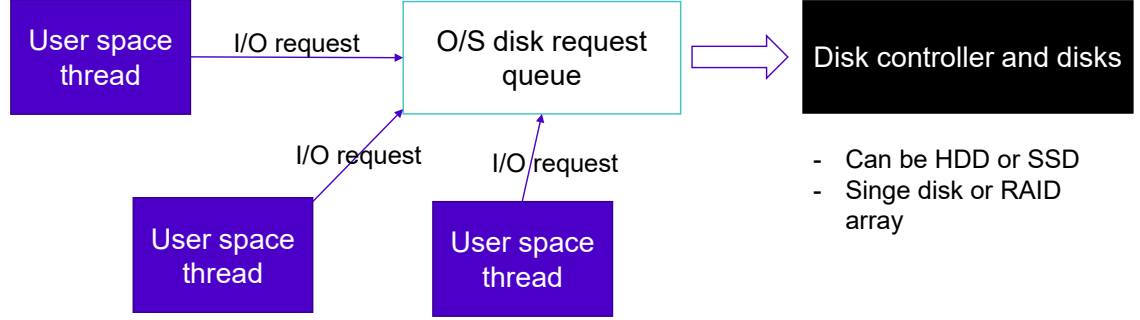 User space
thread
I/O request
O/S disk request
queue
Disk controller and disks
I/O request
I/O request
- Can be HDD or SSD
- Singe disk or RAID
array
User space
thread
User space
thread